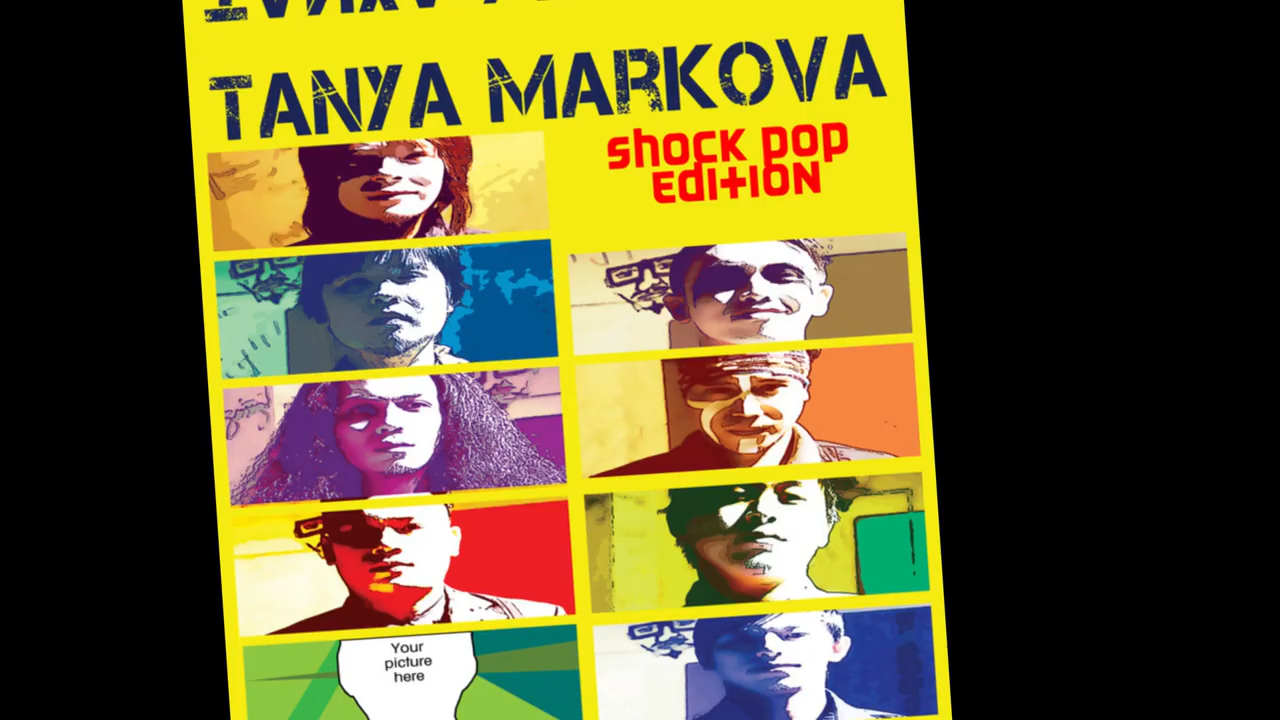 TANYA MARKOVA
shock pop
EdITION
Your
picture
here